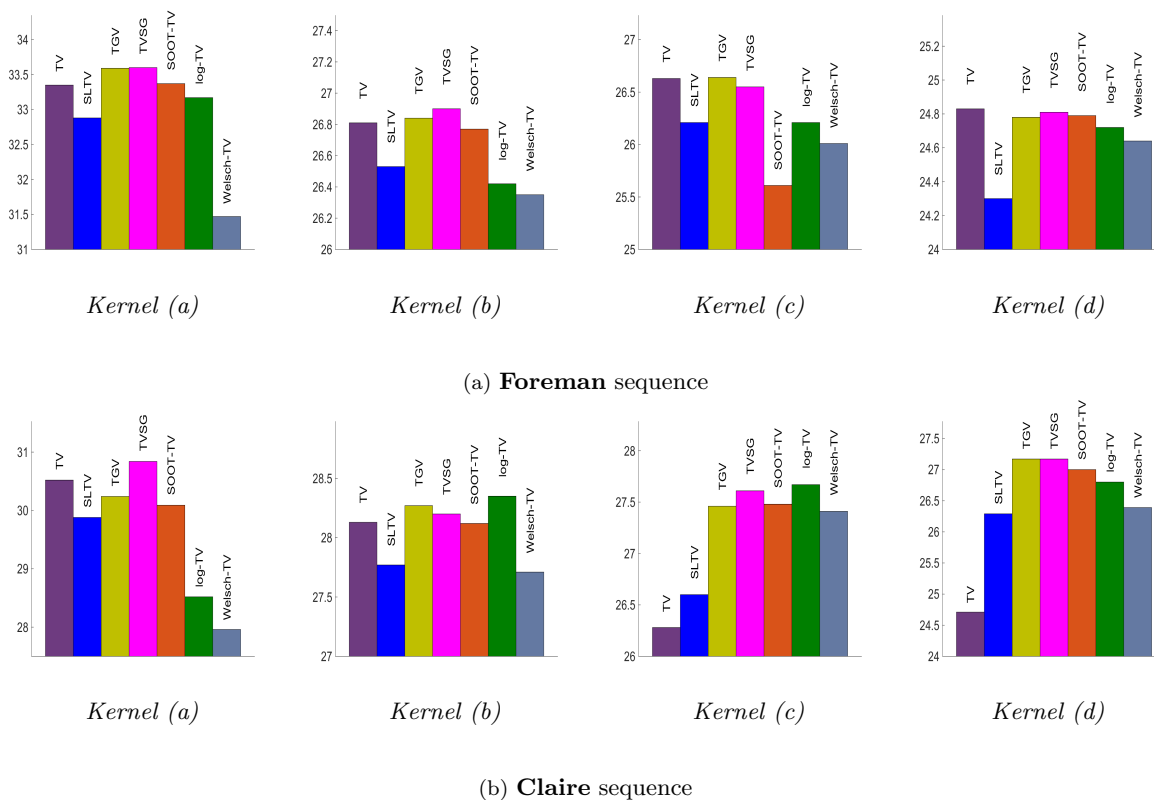 34
33.5
33
32.5
32
31.5
31
TV
SLTV
TGV
TVSG
SOOT-TV
log-TV
Welsch-TV
27.4
27.2
27
26.8
26.6
26.4
26.2
26
TV
SLTV
TGV
TVSG
SOOT-TV
log-TV
Welsch-TV
27
26.5
26
25.5
25
TV
SLTV
TGV
TVSG
SOOT-TV
log-TV
Welsch-TV
25.2
25
24.8
24.6
24.4
24.2
24
TV
SLTV
TGV
TVSG
SOOT-TV
log-TV
Welsch-TV
Kernel (a)
Kernel (b)
Kernel (c)
Kernel (d)
(a) Foreman sequence
31
30
29
28
TV
SLTV
TGV
TVSG
SOOT-TV
log-TV
Welsch-TV
28.5
28
27.5
27
TV
SLTV
TGV
TVSG
SOOT-TV
log-TV
Welsch-TV
28
27.5
27
26.5
26
TV
SLTV
TGV
TVSG
SOOT-TV
log-TV
Welsch-TV
27.5
27
26.5
26
25.5
25
24.5
24
TV
SLTV
TGV
TVSG
SOOT-TV
log-TV
Welsch-TV
Kernel (a)
Kernel (b)
Kernel (c)
Kernel (d)
(b) Claire sequence